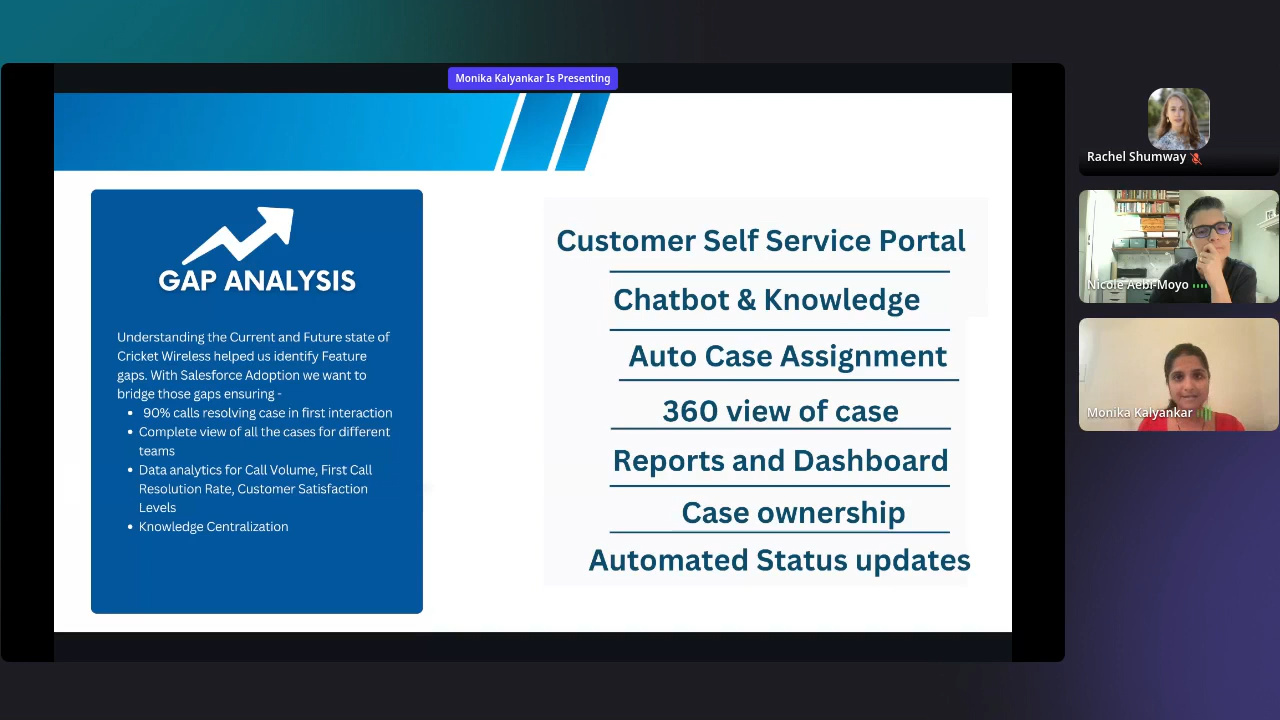 Monika Kalyankar Is Presenting
GAP ANALYSIS
Understanding the Current and Future state of
Cricket Wireless helped us identify Feature
gaps. With Salesforce Adoption we want to
bridge those gaps ensuring -
• 90% calls resolving case in first interaction
• Complete view of all the cases for different
teams
• Data analytics for Call Volume, First Call
Resolution Rate, Customer Satisfaction
Levels
• Knowledge Centralization
Customer Self Service Portal
Chatbot & Knowledge
Auto Case Assignment
360 view of case
Reports and Dashboard
Case ownership
Automated Status updates
Rachel Shumway
Nicole Aebi-Moyo
Monika Kalyankar